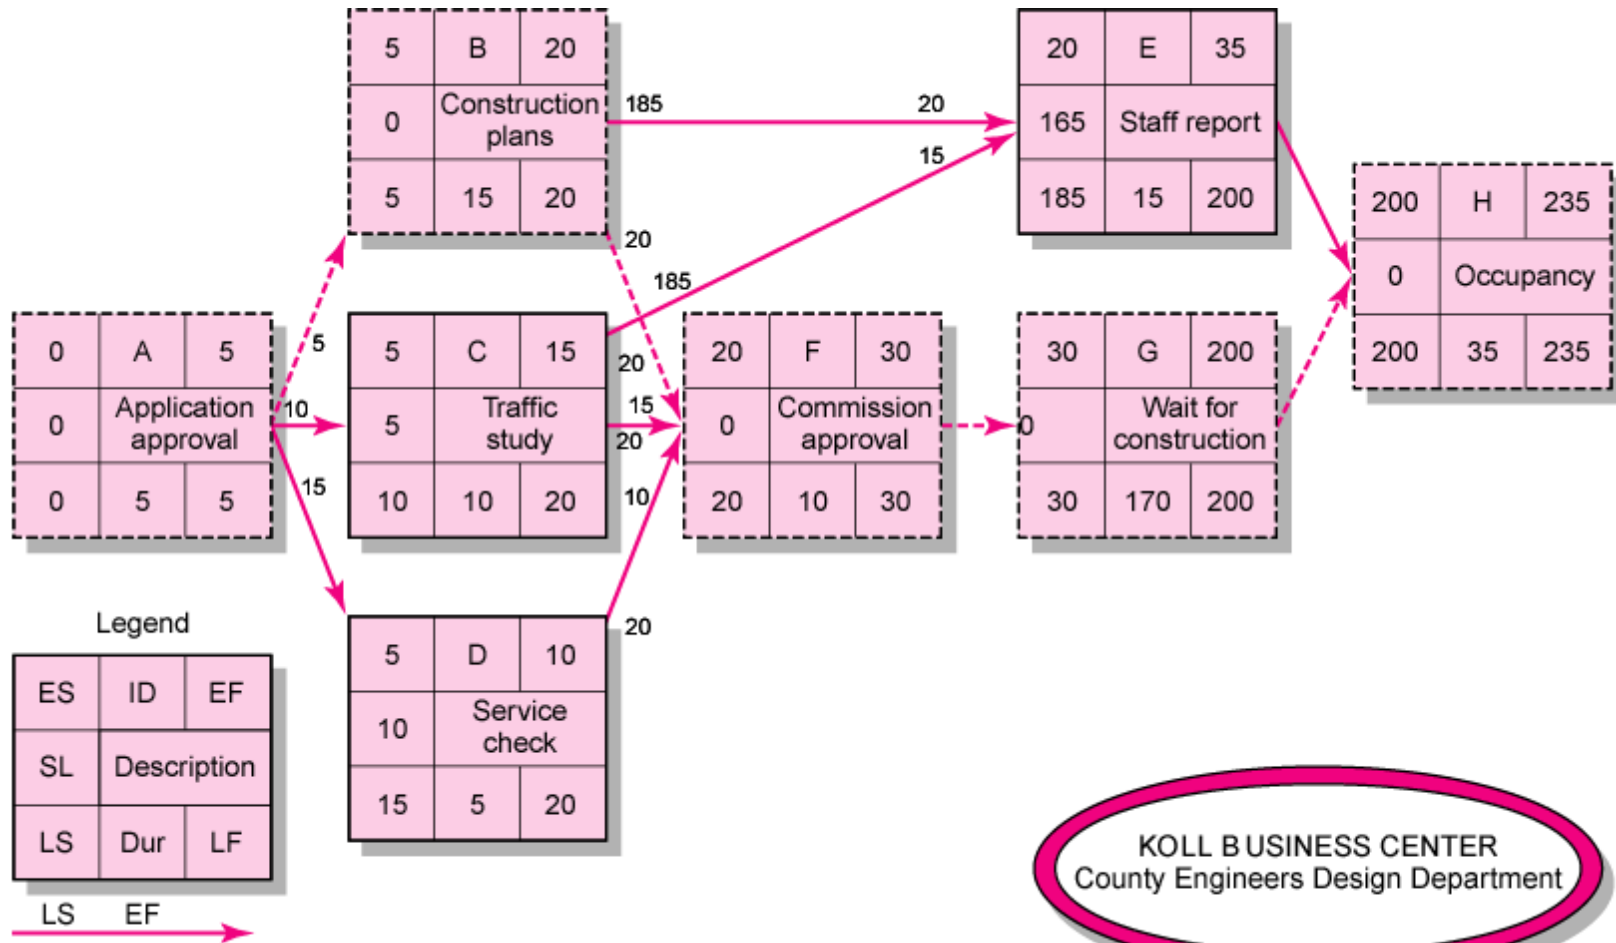 5 B 20
0 Construction
plans
5 15 20
185 20
15
20
185
20 E 35
165 Staff report
185 15 200
200 H 235
0 Occupancy
200 35 235
0 A 5
0 Application
approval
0 5 5
5
10
15
5 C 15
5 Traffic
study
10 10 20
20
15
20
10
20
20 F 30
0 Commission
approval
20 10 30
30 G 200
0 Wait for
construction
30 170 200
5 D 10
10 Service
check
15 5 20
Legend
ES ID EF
SL Description
LS Dur LF
LS EF
KOLL BUSINESS CENTER
County Engineers Design Department